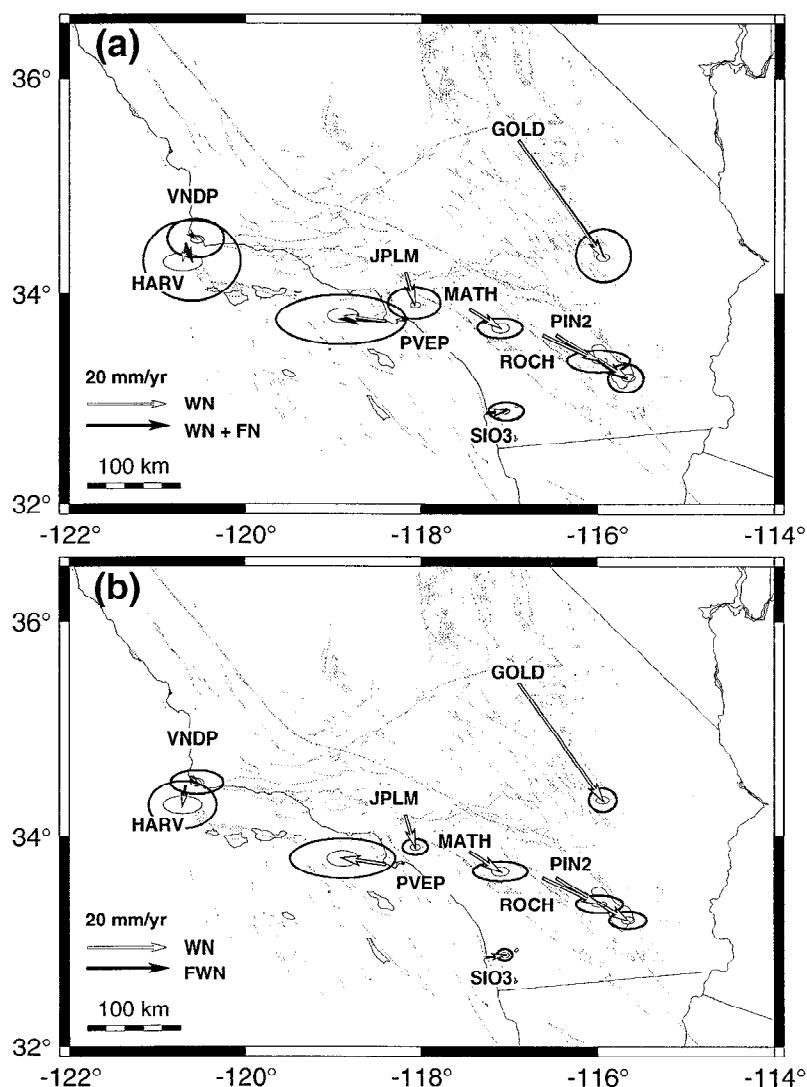 (a)
36°
GOLD
VNDP
JPLM
HARV
34°
MATH
PIN2
PVEP
ROCH
20 mm/yr
WN
SIO3
WN + FN
100 km
32°
-122° -120° -118° -116° -114°
(b)
36°
GOLD
VNDP
JPLM
HARV
34°
MATH
PIN2
PVEP
ROCH
20 mm/yr
WN
SIO3
FWN
100 km
32°
-122° -120° -118° -116° -114°